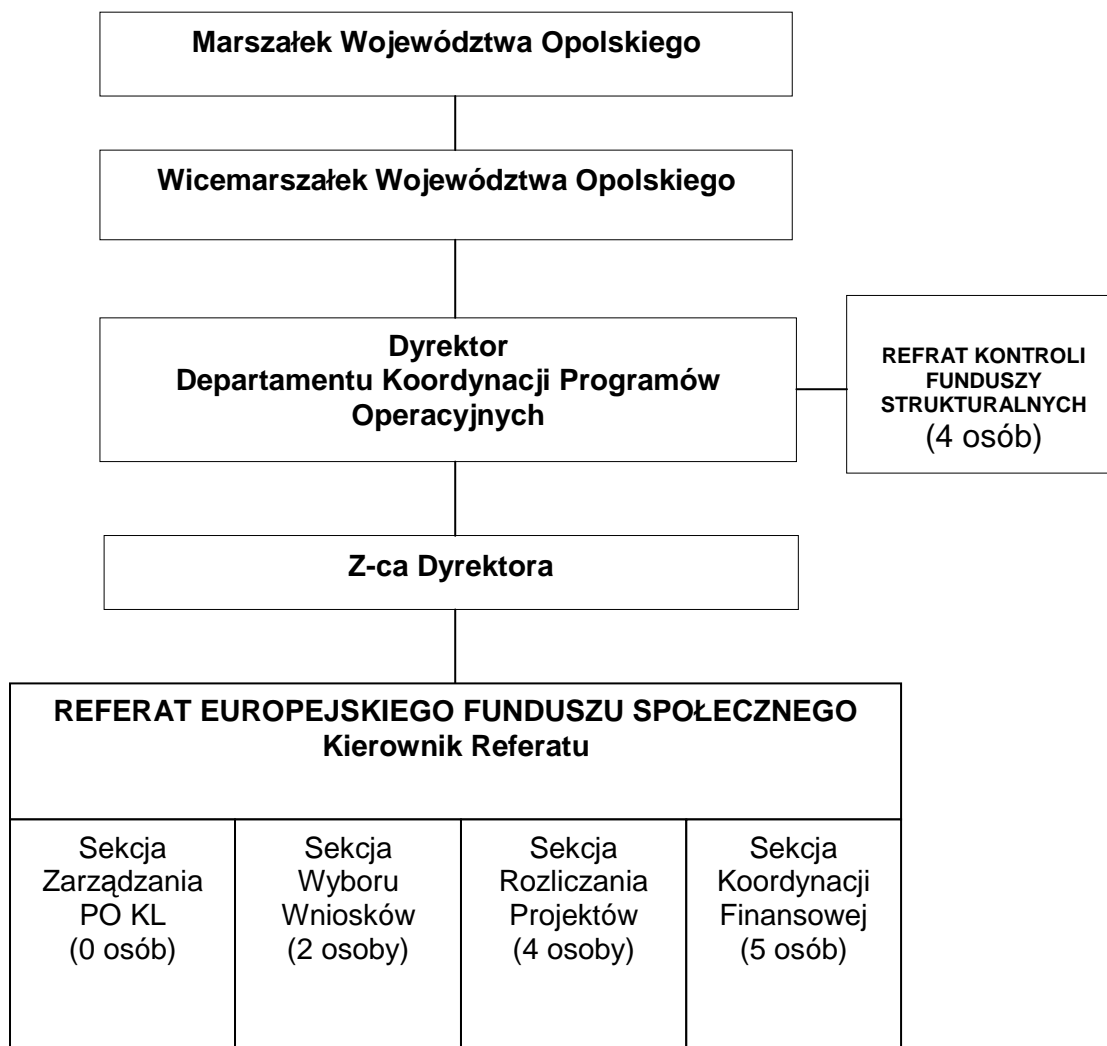 Marszałek Województwa Opolskiego
Wicemarszałek Województwa Opolskiego
Dyrektor
Departamentu Koordynacji Programów
Operacyjnych
REFRAT KONTROLI
FUNDUSZY
STRUKTURALNYCH
(4 osób)
Z-ca Dyrektora
REFERAT EUROPEJSKIEGO FUNDUSZU SPOŁECZNEGO
Kierownik Referatu
Sekcja
Zarządzania
PO KL
(0 osób)
Sekcja
Wyboru
Wniosków
(2 osoby)
Sekcja
Rozliczania
Projektów
(4 osoby)
Sekcja
Koordynacji
Finansowej
(5 osób)